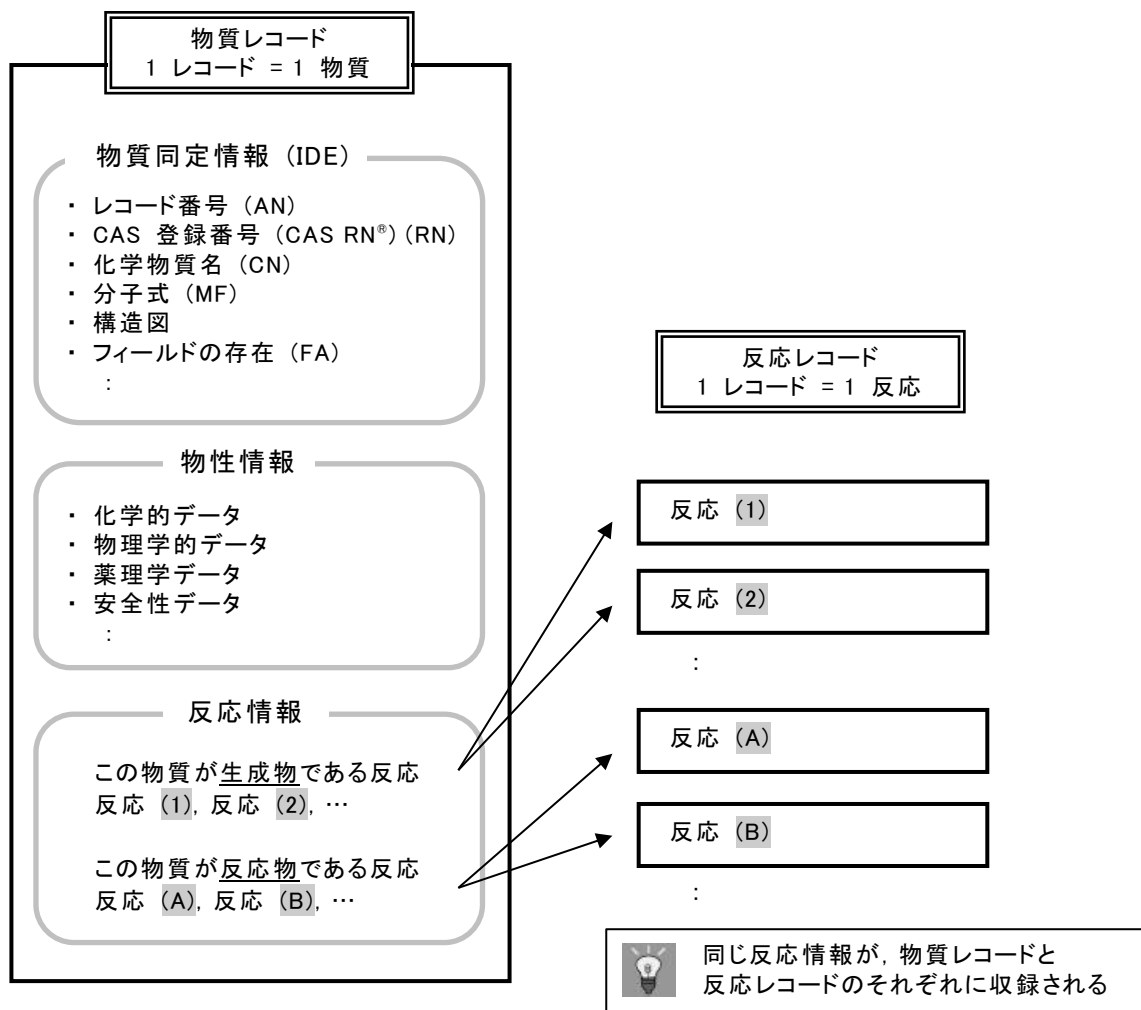 物質レコード
1 レコード = 1 物質
物質同定情報 (IDE)
・ レコード番号 (AN)
・ CAS 登録番号 (CAS RN®) (RN)
・ 化学物質名 (CN)
・ 分子式 (MF)
・ 構造図
・ フィールドの存在 (FA)
:
物性情報
・ 化学的データ
・ 物理学的データ
・ 薬理学データ
・ 安全性データ
:
反応情報
この物質が生成物である反応
反応 (1), 反応 (2), …
この物質が反応物である反応
反応 (A), 反応 (B), …
反応レコード
1 レコード = 1 反応
反応 (1)
反応 (2)
:
反応 (A)
反応 (B)
:
同じ反応情報が, 物質レコードと
反応レコードのそれぞれに収録される